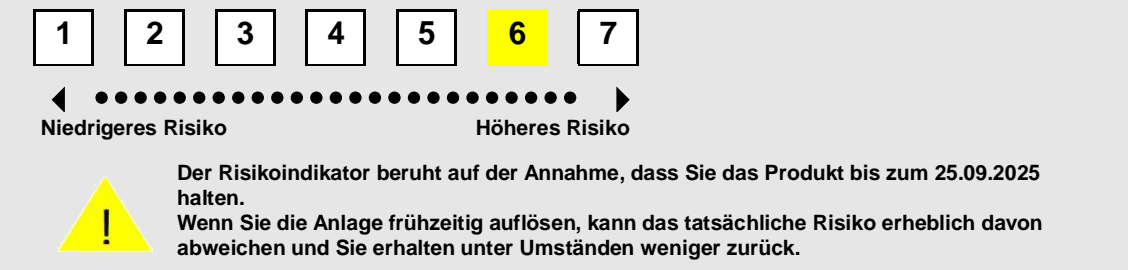 1 2 3 4 5 6 7
Niedrigeres Risiko Höheres Risiko
Der Risikoindikator beruht auf der Annahme, dass Sie das Produkt bis zum 25.09.2025
halten.
Wenn Sie die Anlage frühzeitig auflösen, kann das tatsächliche Risiko erheblich davon
abweichen und Sie erhalten unter Umständen weniger zurück.
!